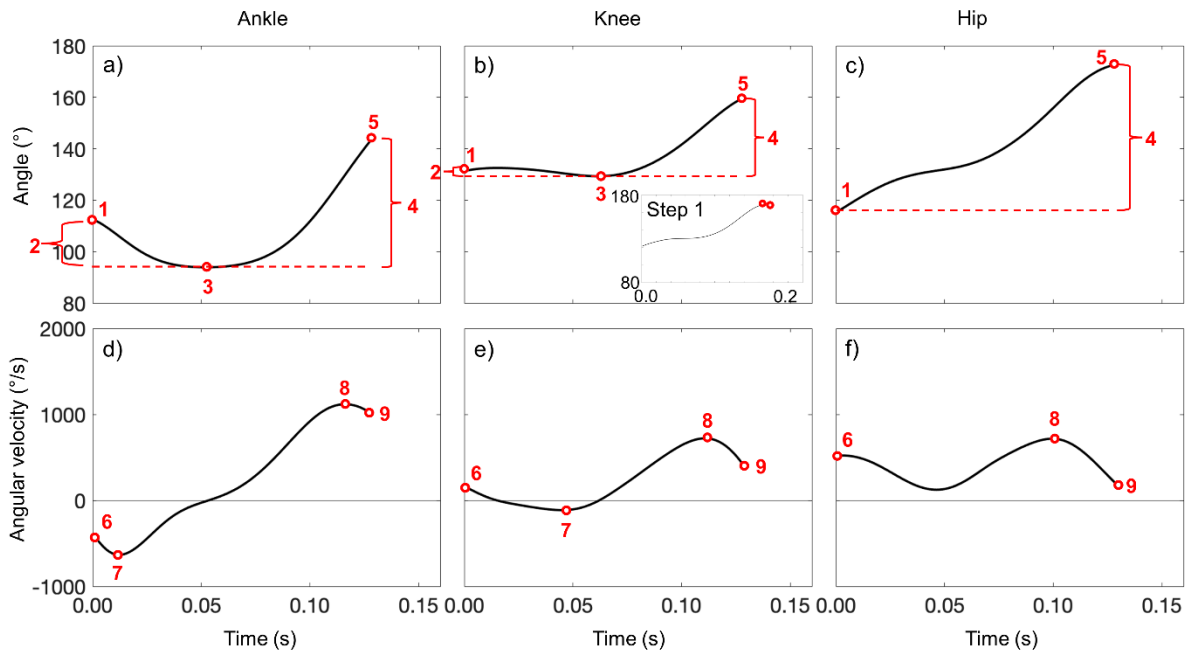 Ankle Knee Hip
180
160
140
120
100
80
Angle (°)
a)
1
2
3
4
5
b)
1
2
3
4
5
180
Step 1
80
0.0 0.2
c)
1
4
5
2000
1000
0
-1000
Angular velocity (°/s)
d)
6
7
8
9
e)
6
7
8
9
f)
6
8
9
0.00 0.05 0.10 0.15
0.00 0.05 0.10 0.15
0.00 0.05 0.10 0.15
Time (s) Time (s) Time (s)